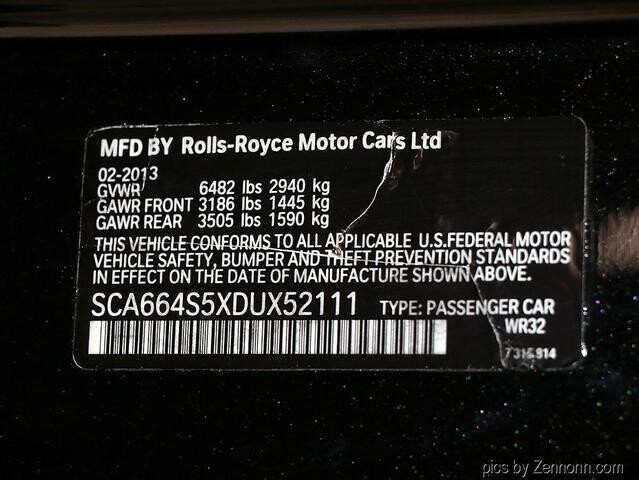 MFD BY Rolls-Royce Motor Cars Ltd
02-2013
GVWR 6482 lbs 2940 kg
GAWR FRONT 3186 lbs 1445 kg
GAWR REAR 3505 lbs 1590 kg
THIS VEHICLE CONFORMS TO ALL APPLICABLE U.S.FEDERAL MOTOR
VEHICLE SAFETY, BUMPER AND THEFT PREVENTION STANDARDS
IN EFFECT ON THE DATE OF MANUFACTURE SHOWN ABOVE.
SCA664S5XDUX52111 TYPE: PASSENGER CAR
WR32
pics by Zennonn.com